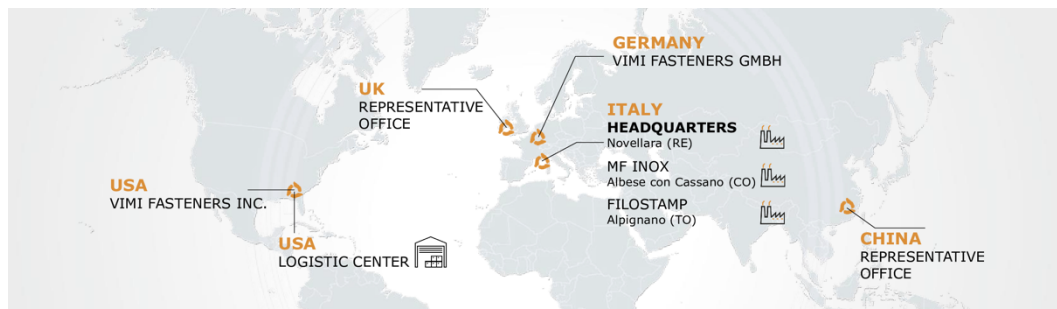 GERMANY
VIMI FASTENERS GMBH
UK
REPRESENTATIVE
OFFICE
ITALY
HEADQUARTERS
Novellara (RE)
MF INOX
Albese con Cassano (CO)
FILOSTAMP
Alpignano (TO)
USA
VIMI FASTENERS INC.
USA
LOGISTIC CENTER
CHINA
REPRESENTATIVE
OFFICE